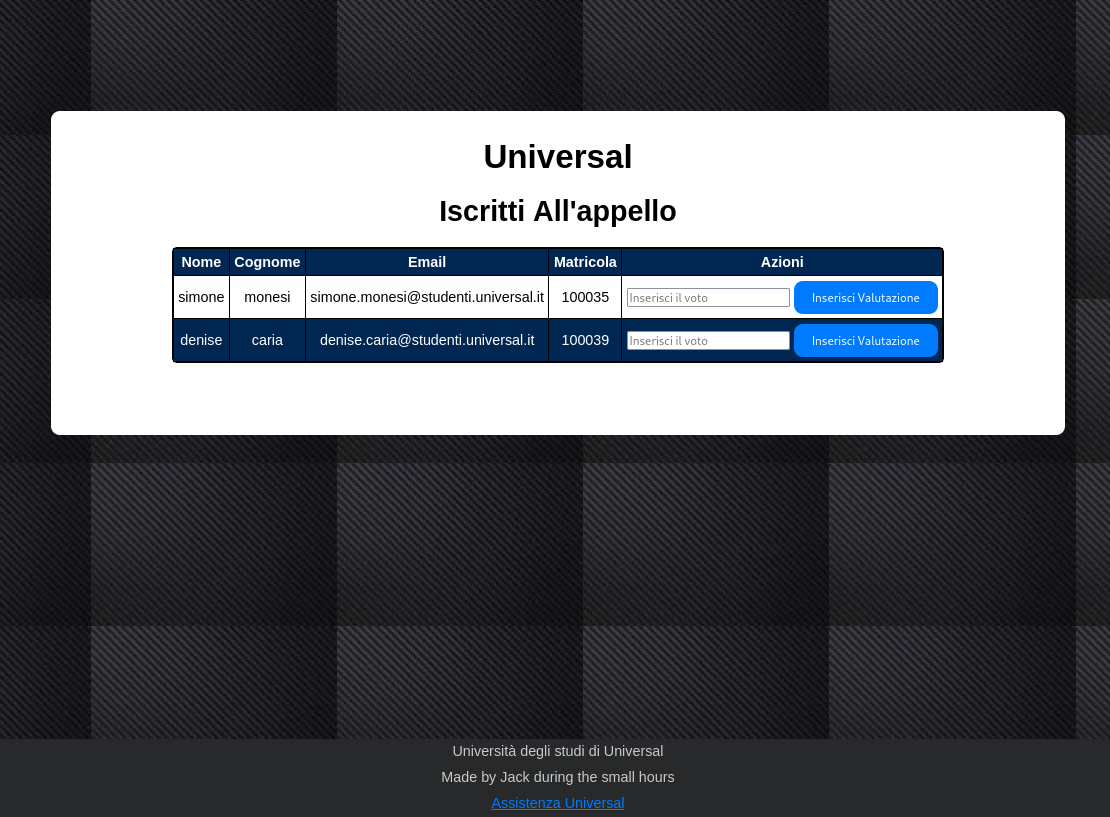 Universal
Iscritti All'appello
Nome Cognome Email Matricola Azioni
simone monesi simone.monesi@studenti.universal.it 100035 Inserisci il voto Inserisci Valutazione
denise caria denise.caria@studenti.universal.it 100039 Inserisci il voto Inserisci Valutazione
Università degli studi di Universal
Made by Jack during the small hours
Assistenza Universal